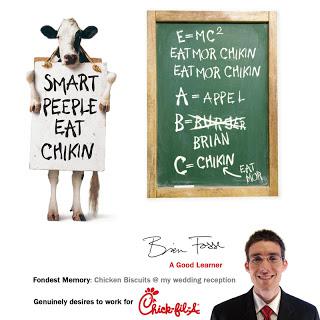 SMART
PEEPLE
EAT
CHIKIN
E=MC²
EAT MOR CHIKIN
EAT MOR CHIKIN
A = APPEL
B = BURGER
BRIAN
C = CHIKIN
EAT
MOR
A Good Learner
Fondest Memory: Chicken Biscuits @ my wedding reception
Genuinely desires to work for Chick-fil-A